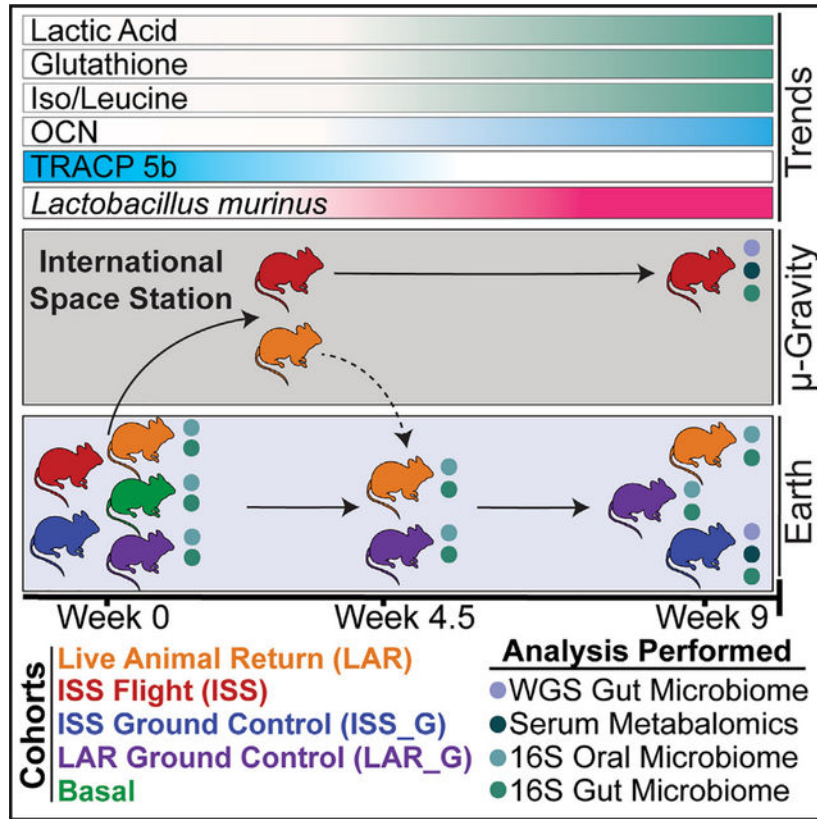 Lactic Acid
Glutathione
Iso/Leucine
OCN
TRACP 5b
Lactobacillus murinus
Trends
International
Space Station
μ-Gravity
Earth
Week 0
Week 4.5
Week 9
Cohorts
Live Animal Return (LAR)
ISS Flight (ISS)
ISS Ground Control (ISS_G)
LAR Ground Control (LAR_G)
Basal
Analysis Performed
WGS Gut Microbiome
Serum Metabalomics
16S Oral Microbiome
16S Gut Microbiome